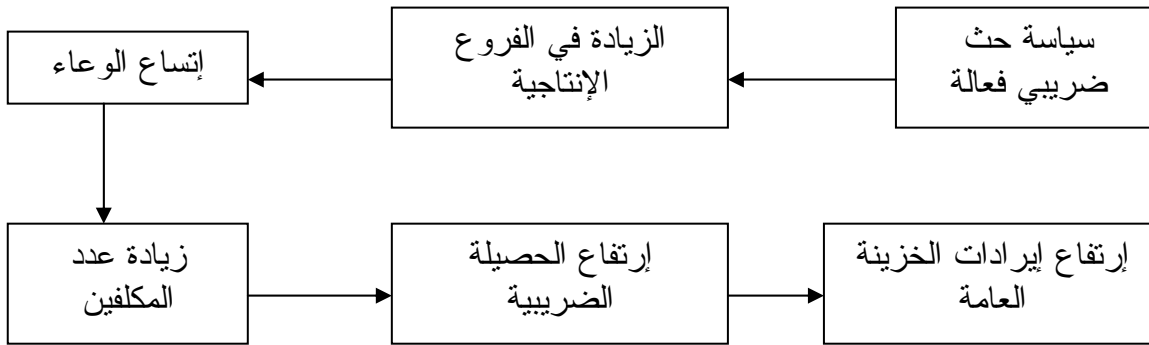 سياسة حث
ضريبي فعالة
الزيادة في الفروع
الإنتاجية
إتساع الوعاء
زيادة عدد
المكلفين
إرتفاع الحصيلة
الضريبية
إرتفاع إيرادات الخزينة
العامة